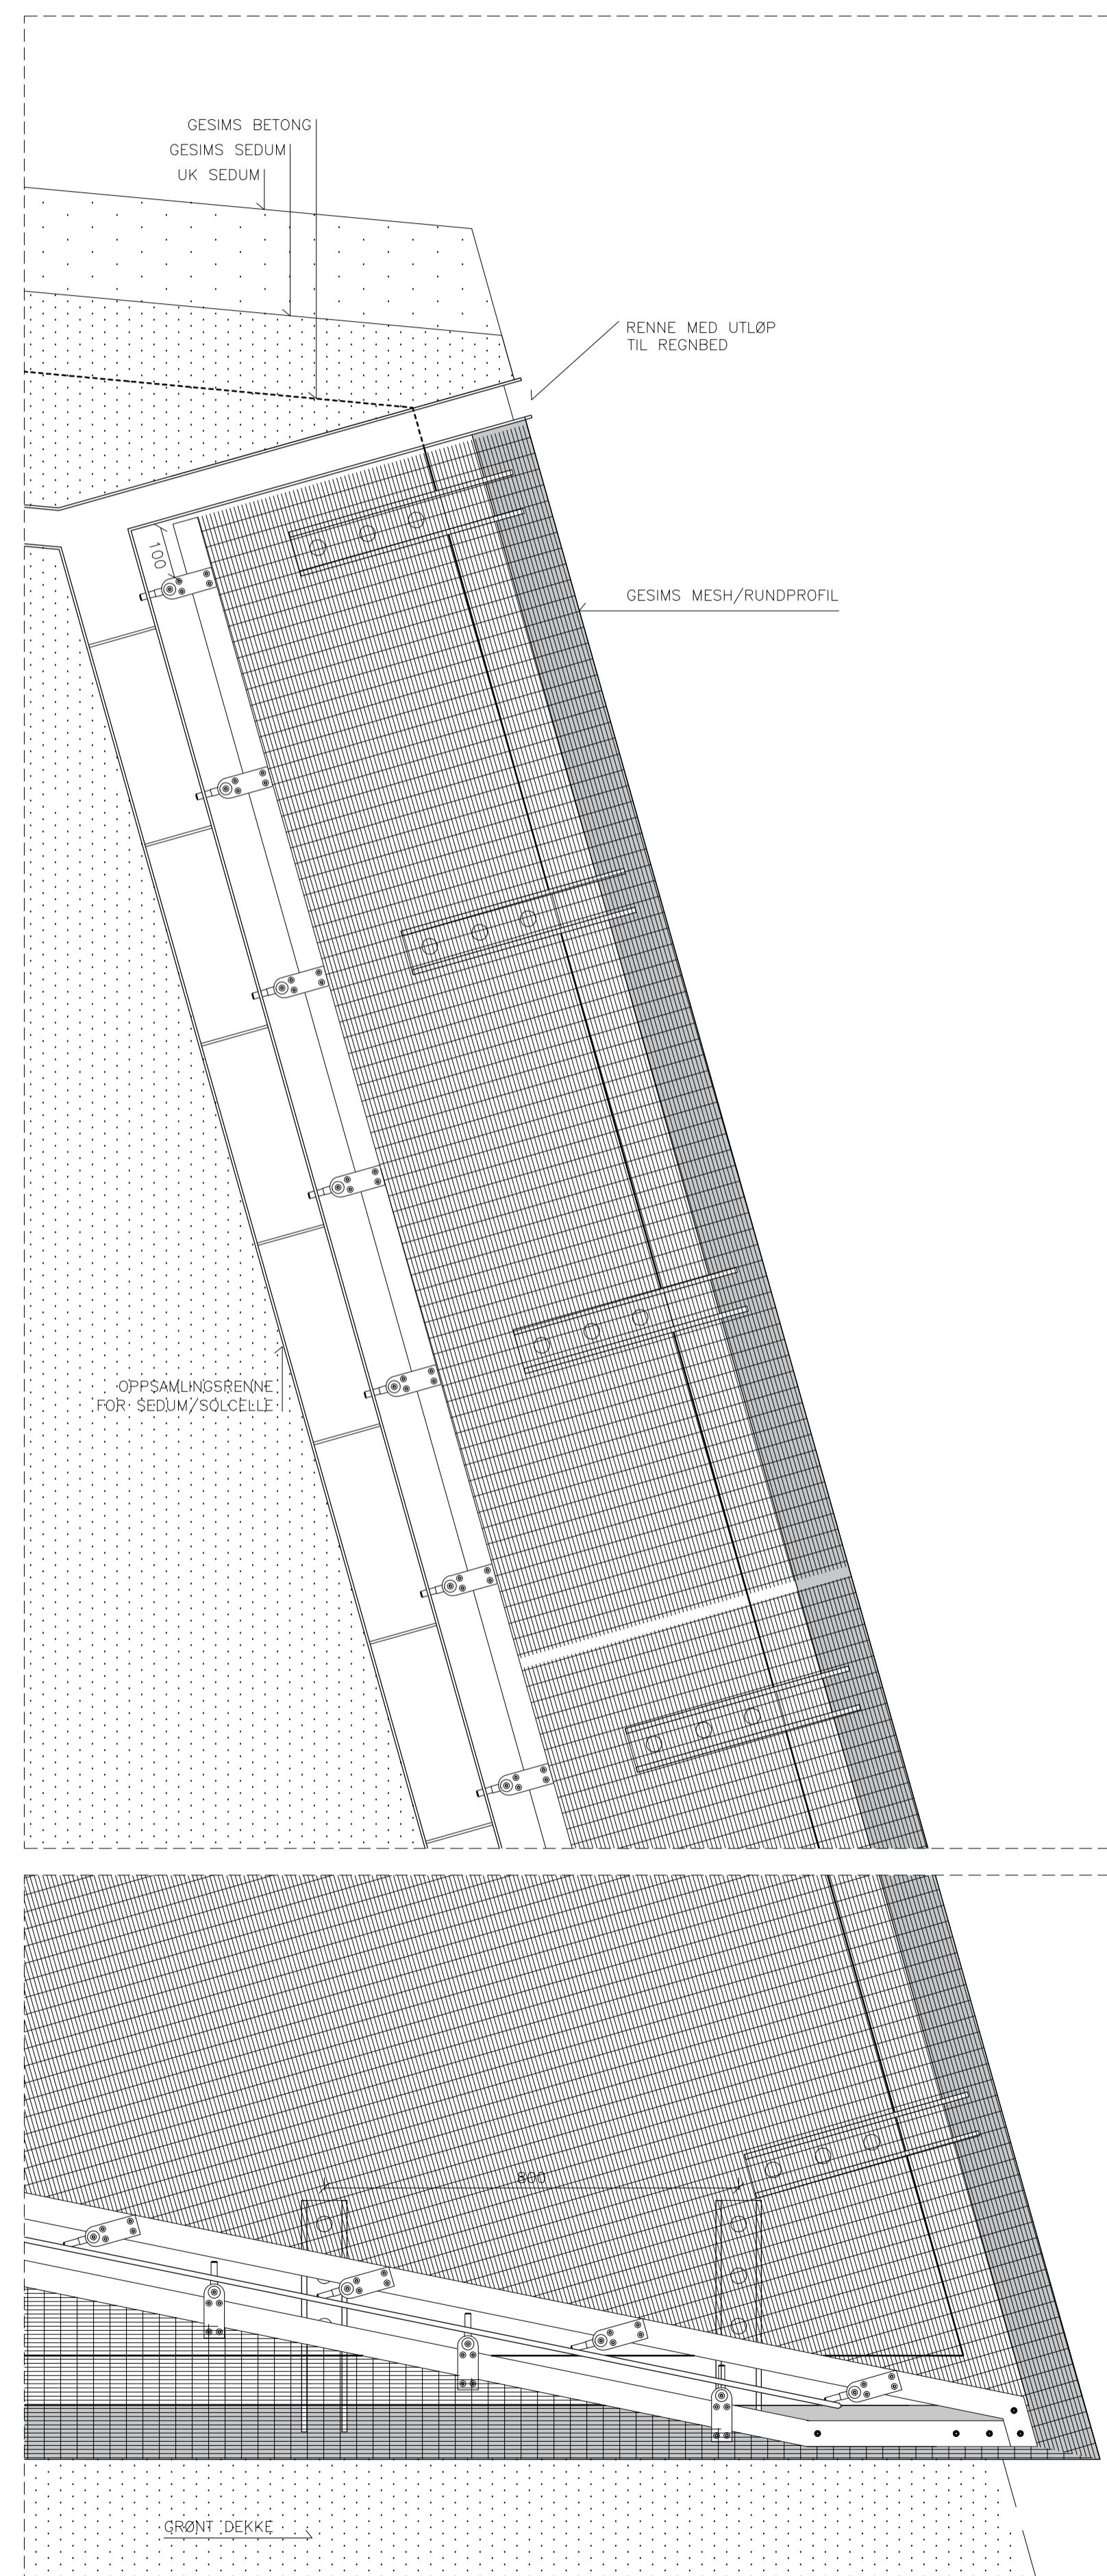 GESIMS BETONG
GESIMS SEDUM
UK SEDUM
RENNE MED UTLØP
TIL REGNBED
100
GESIMS MESH/RUNDPROFIL
OPPSAMLINGSRENNE
FOR SEDUM/SOLCELLE
800
GRØNT DEKKE